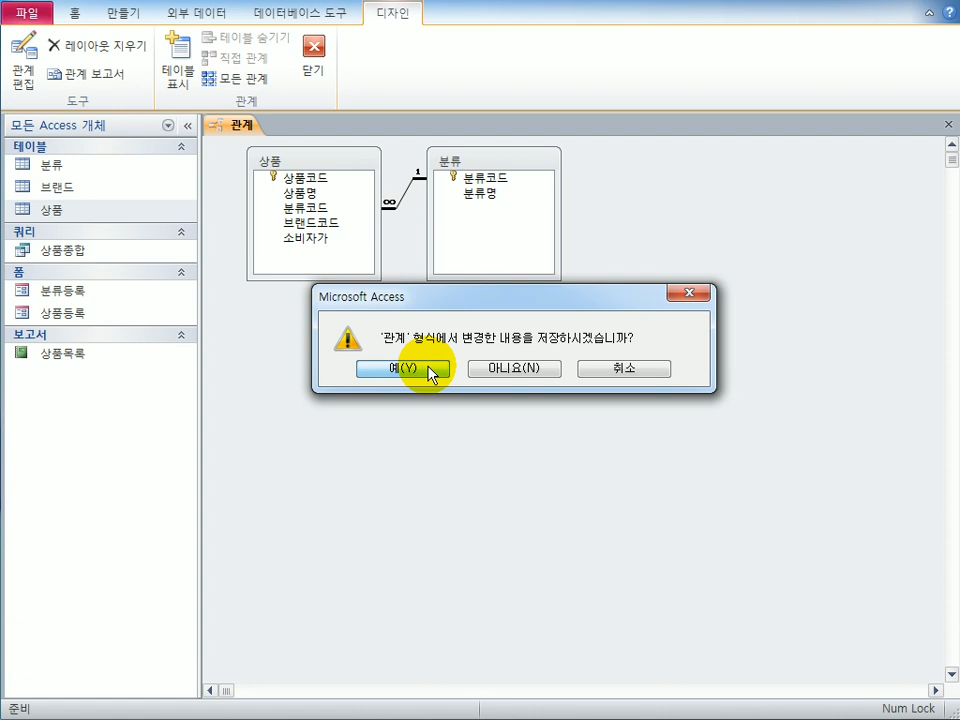 파일 홈 만들기 외부 데이터 데이터베이스 도구 디자인
관계
편집
레이아웃 지우기
관계 보고서
도구
테이블
표시
테이블 숨기기
직접 관계
모든 관계
관계
닫기
모든 Access 개체
테이블
분류
브랜드
상품
쿼리
상품종합
폼
분류등록
상품등록
보고서
상품목록
관계
상품
상품코드
상품명
분류코드
브랜드코드
소비자가
∞
1
분류
분류코드
분류명
Microsoft Access
'관계' 형식에서 변경한 내용을 저장하시겠습니까?
예(Y) 아니요(N) 취소
준비
Num Lock